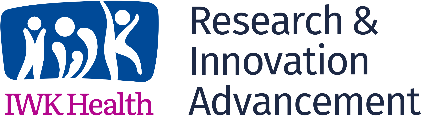 IWK Health
Research &
Innovation
Advancement